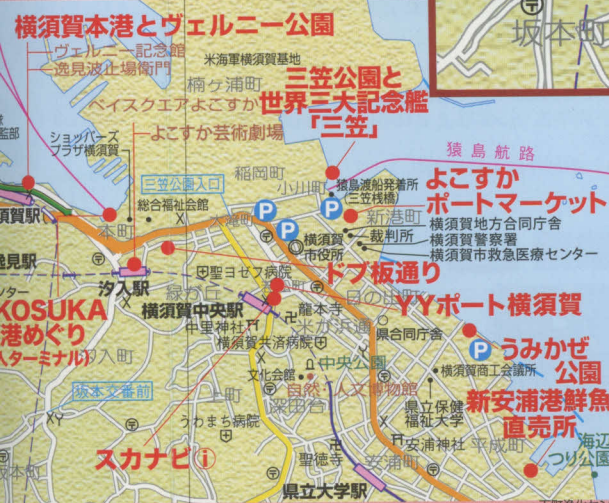 横須賀本港とヴェルニー公園
ヴェルニー記念館
逸見波止場衛門
米海軍横須賀基地
楠ヶ浦町
坂本町
ベイスクエアよこすか
よこすか芸術劇場
三笠公園と
世界三大記念艦
「三笠」
ショッパーズ
プラザ横須賀
三笠公園入口
総合福祉会館
稲岡町
小川町
猿島航路
猿島渡船発着所
(三笠桟橋)
よこすか
ポートマーケット
新港町
横須賀地方合同庁舎
裁判所
横須賀警察署
横須賀市救急医療センター
須賀駅
本町
大滝町
横須賀
市役所
P
P
P
逸見駅
汐入駅
聖ヨゼフ病院
ドブ板通り
緑が丘
日の出町
KOSUKA
港めぐり
ターミナル)
汐入町
横須賀中央駅
中里神社
龍本寺
米が浜通
横須賀共済病院
YYポート横須賀
県合同庁舎
P
うみかぜ
公園
坂本交番前
上町
文化会館
中央公園
自然・人文博物館
深田台
横須賀商工会議所
県立保健
福祉大学
新安浦港鮮魚
直売所
うわまち病院
スカナビi
聖徳寺
安浦神社
安浦町
平成町
海辺
つり公園
坂本町
県立大学駅